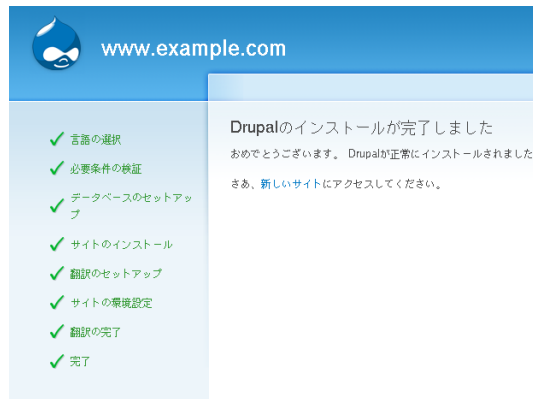 www.example.com
言語の選択
必要条件の検証
データベースのセットアッ
プ
サイトのインストール
翻訳のセットアップ
サイトの環境設定
翻訳の完了
完了
Drupalのインストールが完了しました
おめでとうございます。 Drupalが正常にインストールされました
さあ、新しいサイトにアクセスしてください。